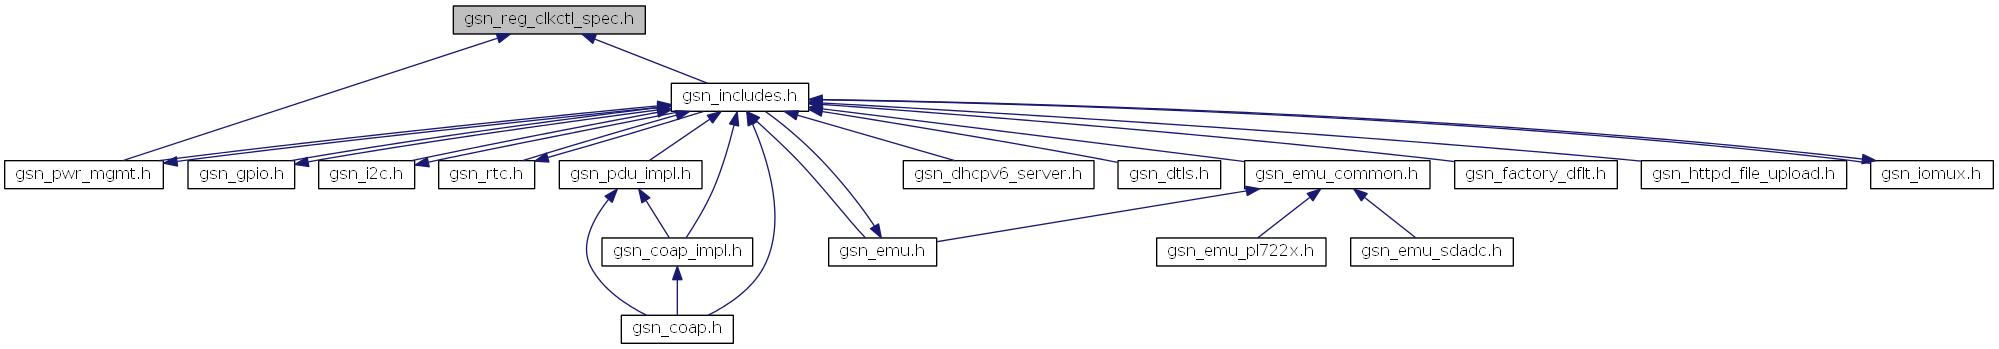 gsn_reg_clkctl_spec.h
gsn_includes.h
gsn_pwr_mgmt.h
gsn_gpio.h
gsn_i2c.h
gsn_rtc.h
gsn_pdu_impl.h
gsn_dhcpv6_server.h
gsn_dtls.h
gsn_emu_common.h
gsn_factory_dflt.h
gsn_httpd_file_upload.h
gsn_iomux.h
gsn_coap_impl.h
gsn_emu.h
gsn_emu_pl722x.h
gsn_emu_sdadc.h
gsn_coap.h